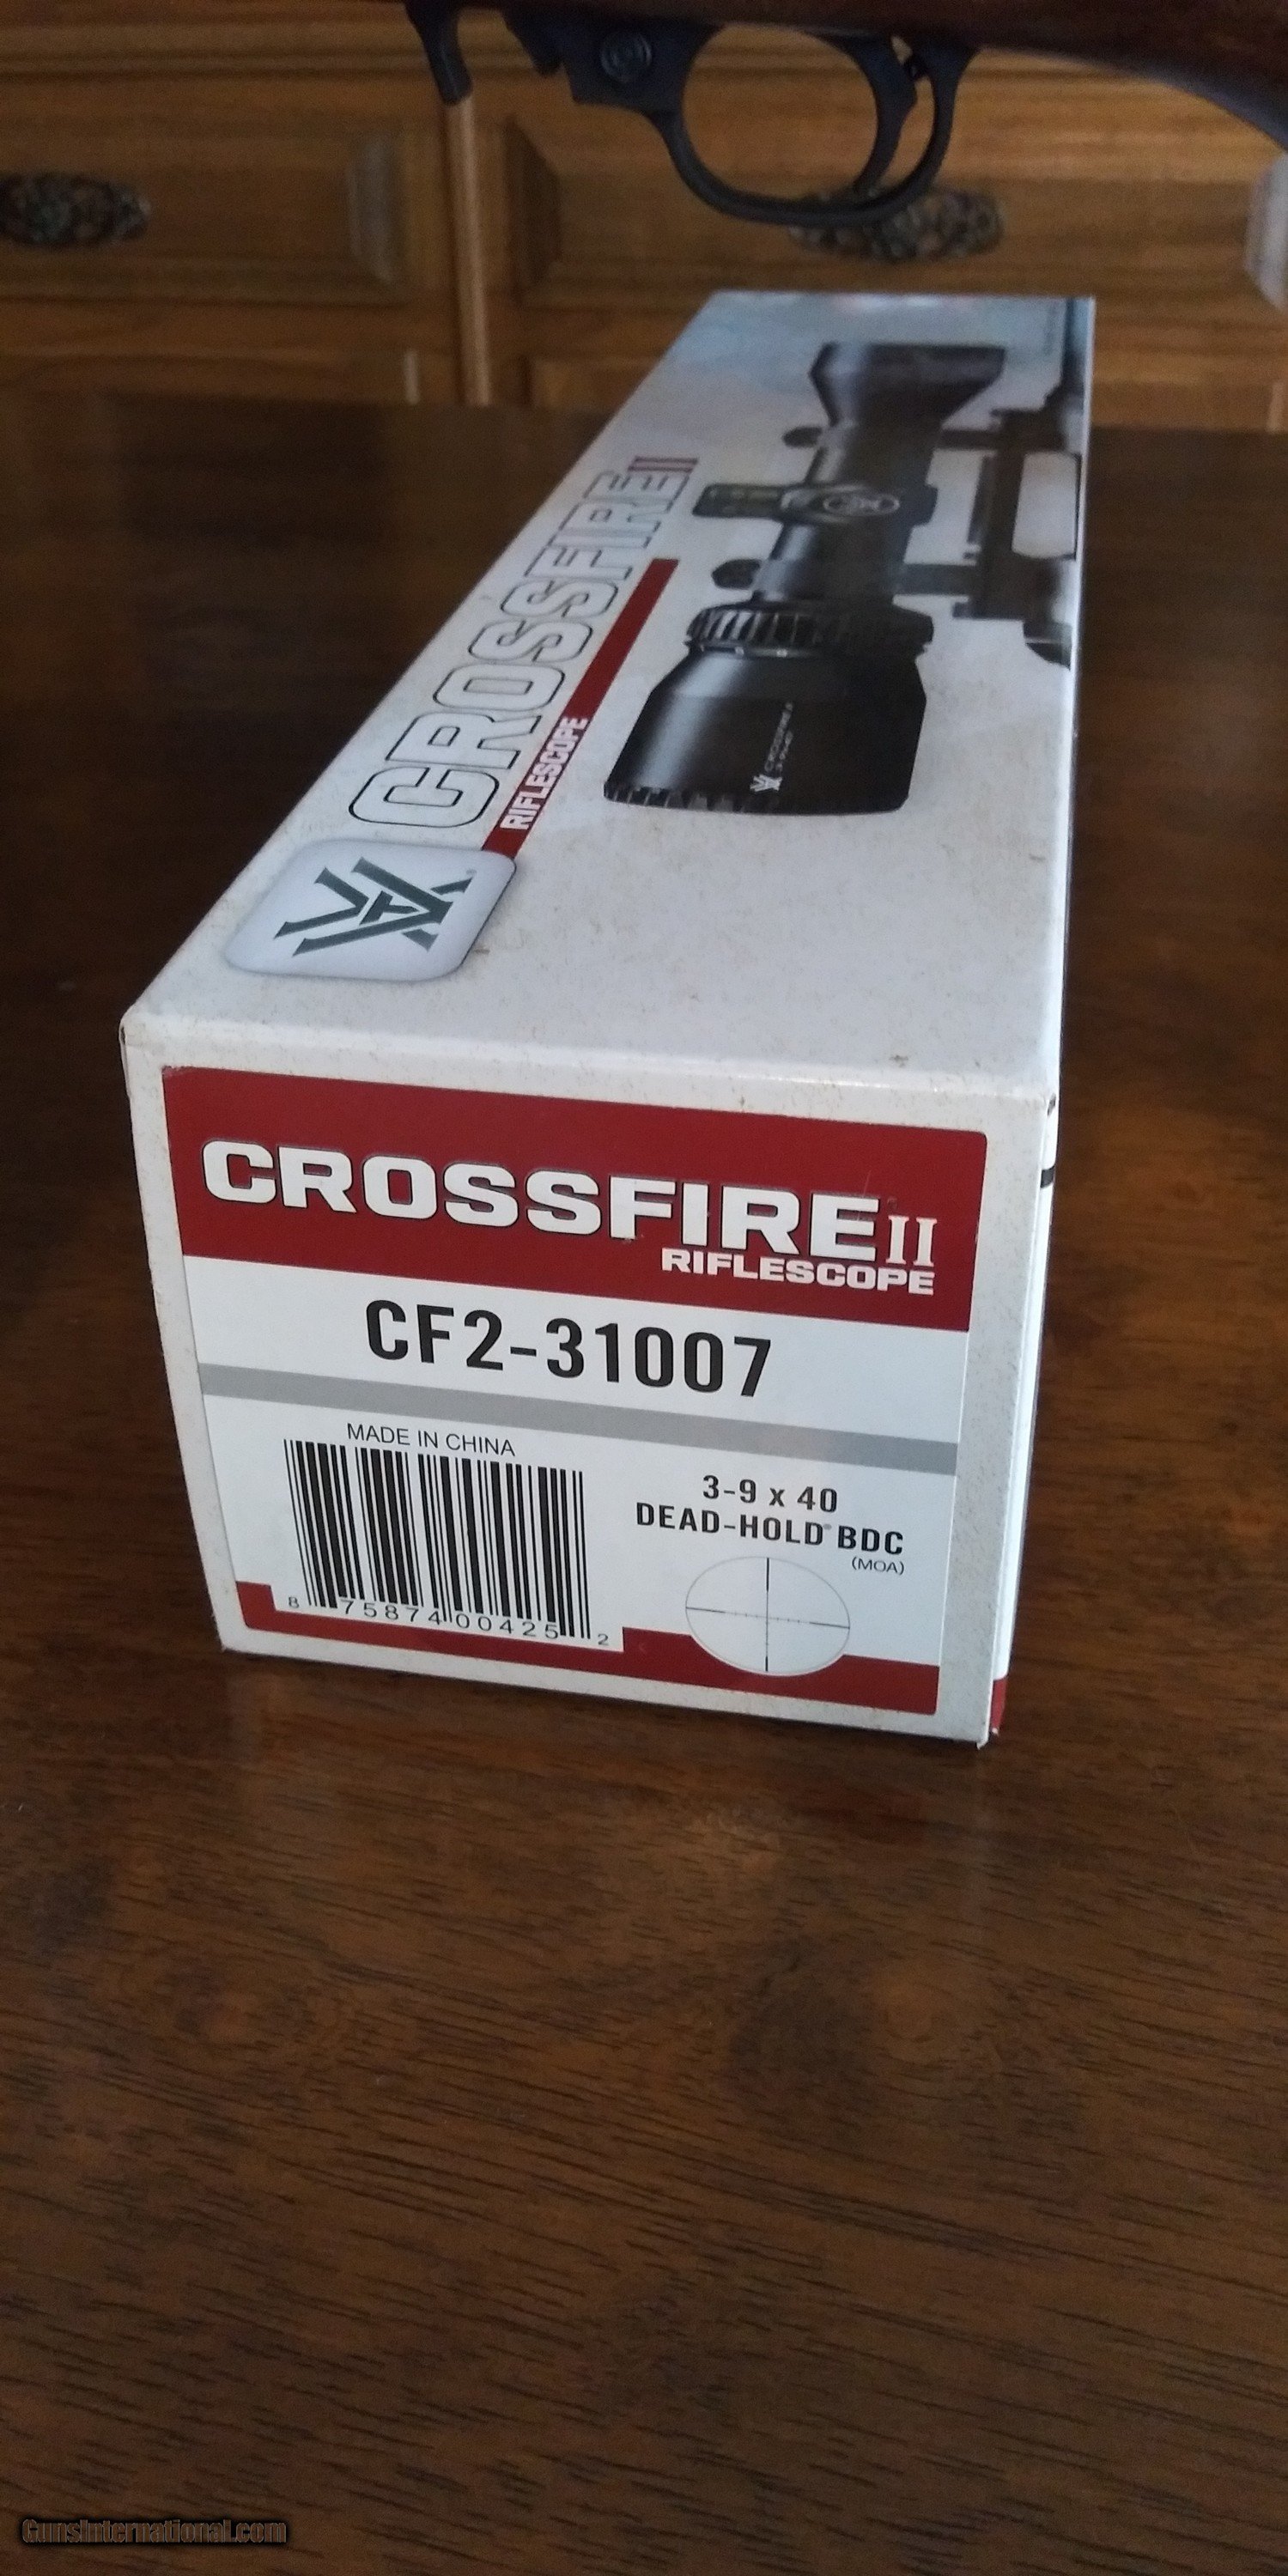 CROSSFIRE II
RIFLESCOPE
CROSSFIRE II
RIFLESCOPE
CF2-31007
MADE IN CHINA
3-9 x 40
DEAD-HOLD® BDC
(MOA)
8 75874 00425 2
GunsInternational.com